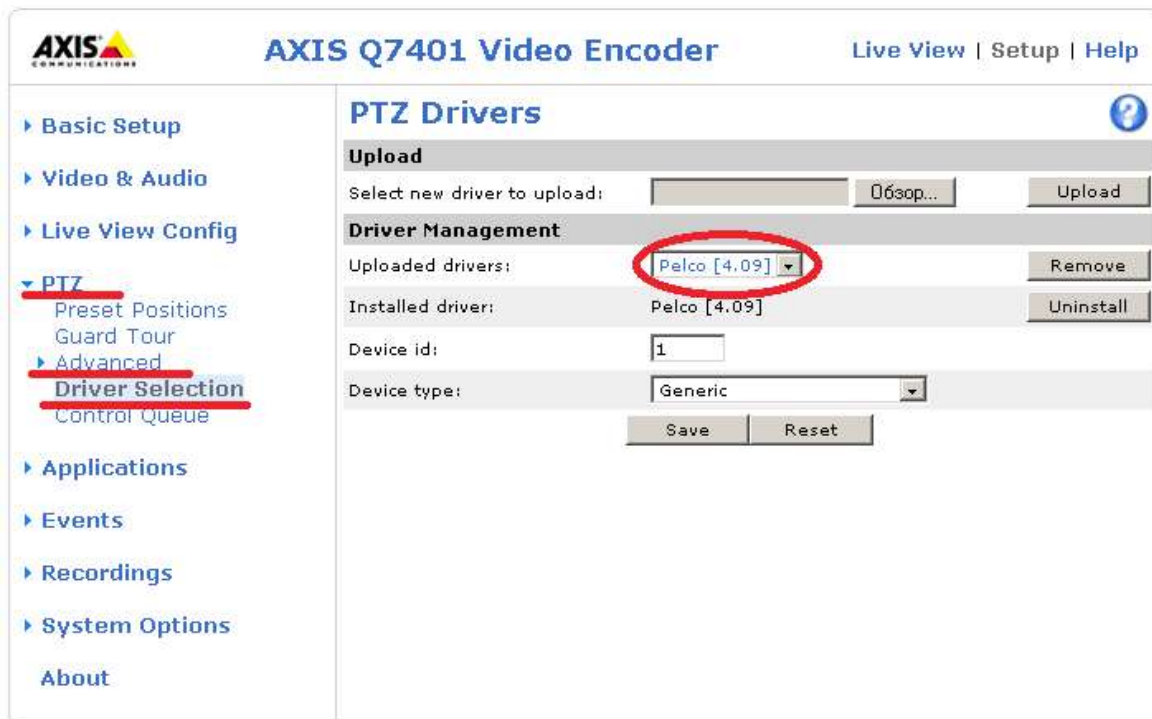 AXIS
COMMUNICATIONS
AXIS Q7401 Video Encoder
Live View | Setup | Help
Basic Setup
Video & Audio
Live View Config
PTZ
Preset Positions
Guard Tour
Advanced
Driver Selection
Control Queue
Applications
Events
Recordings
System Options
About
PTZ Drivers
?
Upload
Select new driver to upload: Обзор... Upload
Driver Management
Uploaded drivers: Pelco [4.09] Remove
Installed driver: Pelco [4.09] Uninstall
Device id: 1
Device type: Generic
Save Reset